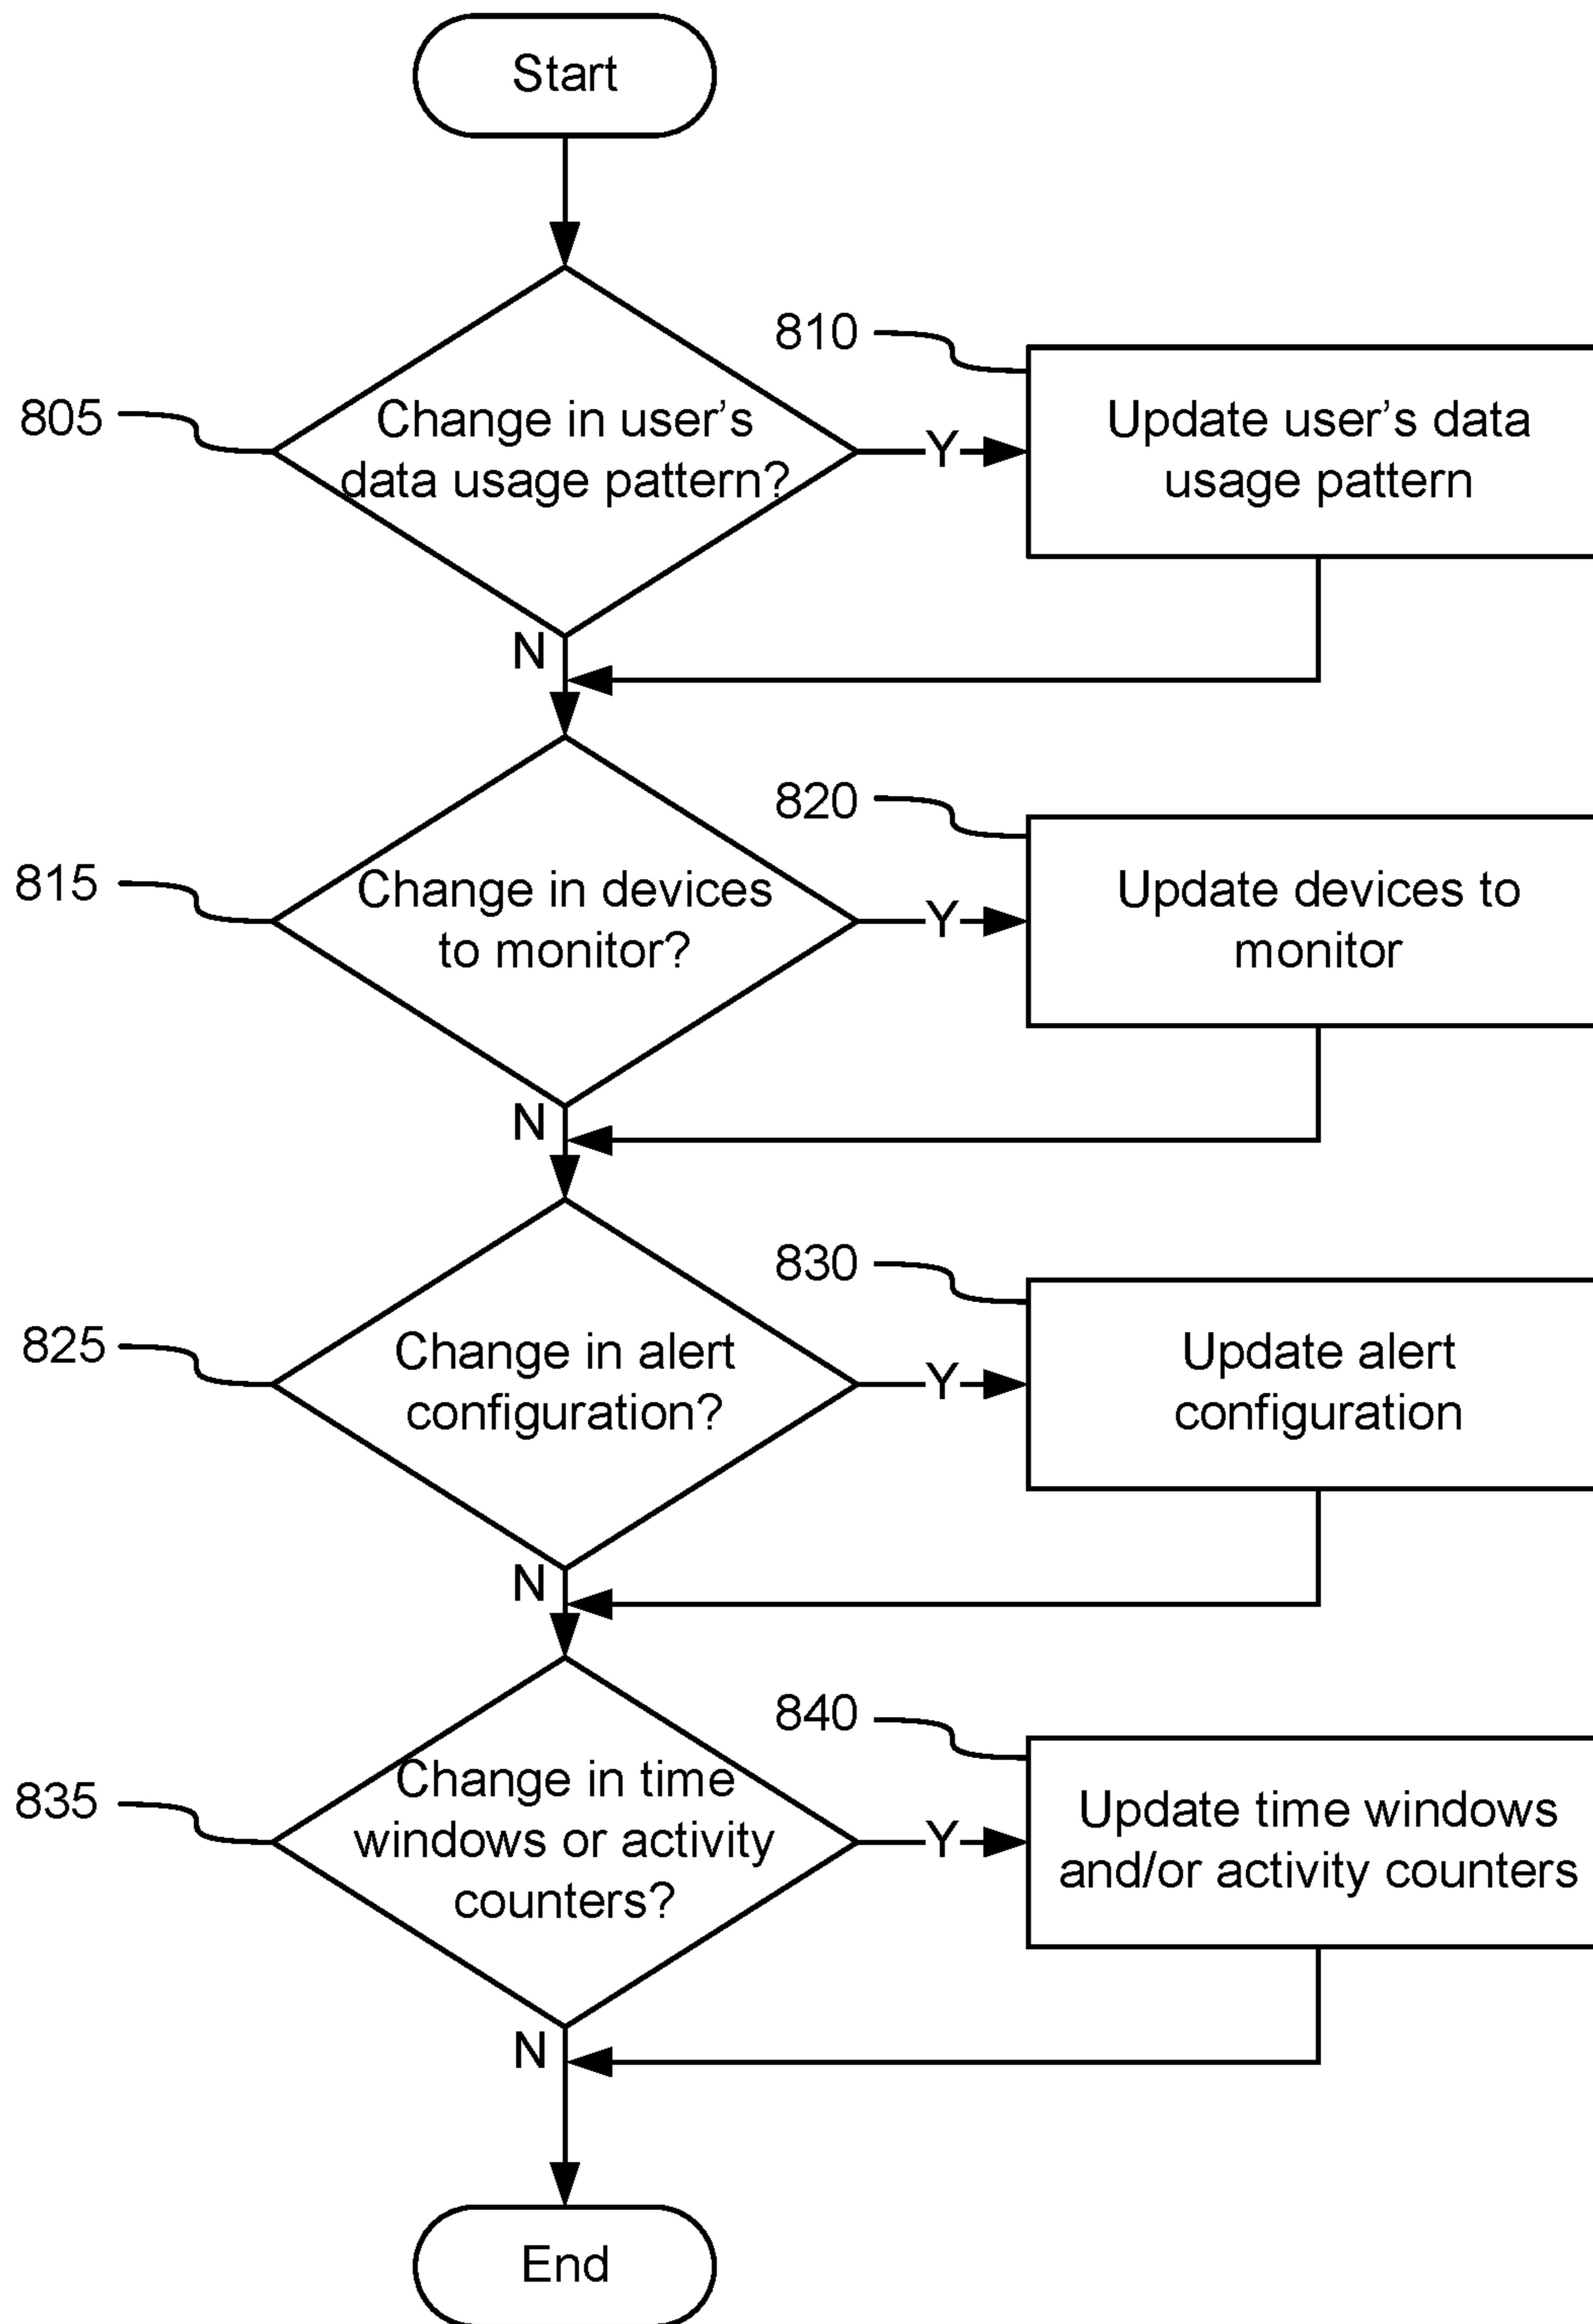 Start
805
Change in user's
data usage pattern?
Y
810
Update user's data
usage pattern
N
815
Change in devices
to monitor?
Y
820
Update devices to
monitor
N
825
Change in alert
configuration?
Y
830
Update alert
configuration
N
835
Change in time
windows or activity
counters?
Y
840
Update time windows
and/or activity counters
N
End